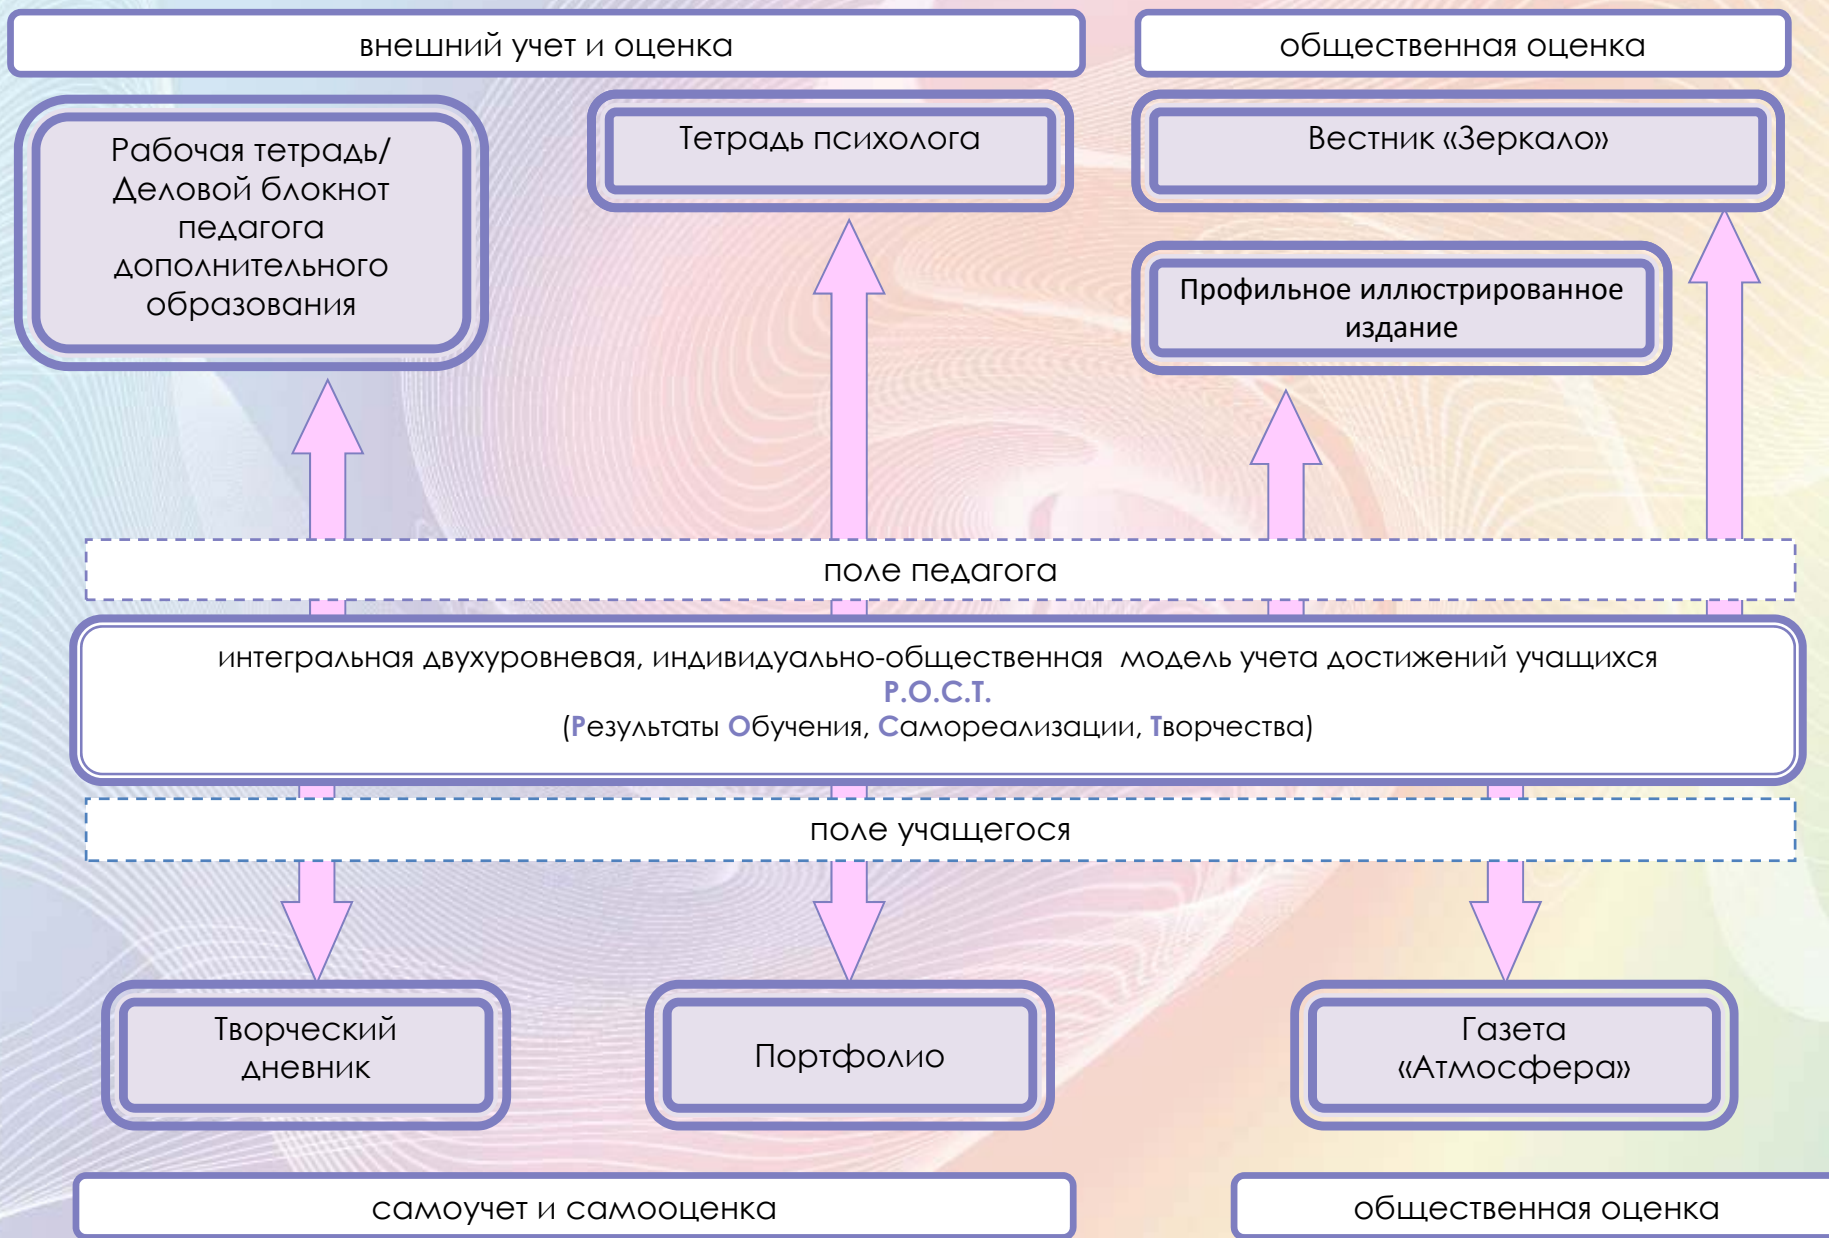 внешний учет и оценка
общественная оценка
Рабочая тетрадь/
Деловой блокнот
педагога
дополнительного
образования
Тетрадь психолога
Вестник «Зеркало»
Профильное иллюстрированное
издание
поле педагога
интегральная двухуровневая, индивидуально-общественная модель учета достижений учащихся
Р.О.С.Т.
(Результаты Обучения, Самореализации, Творчества)
поле учащегося
Творческий
дневник
Портфолио
Газета
«Атмосфера»
самоучет и самооценка
общественная оценка